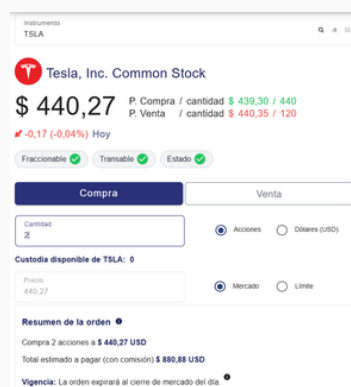 Instrumento
TSLA
Tesla, Inc. Common Stock
$ 440,27
P. Compra / cantidad $ 439,30 / 440
P. Venta / cantidad $ 440,35 / 120
-0,17 (-0,04%) Hoy
Fraccionable
Transable
Estado
Compra
Venta
Cantidad
2
Acciones
Dólares (USD)
Custodia disponible de TSLA: 0
Precio
440,27
Mercado
Límite
Resumen de la orden
Compra 2 acciones a $ 440,27 USD
Total estimado a pagar (con comisión) $ 880,88 USD
Vigencia: La orden expirará al cierre de mercado del día.